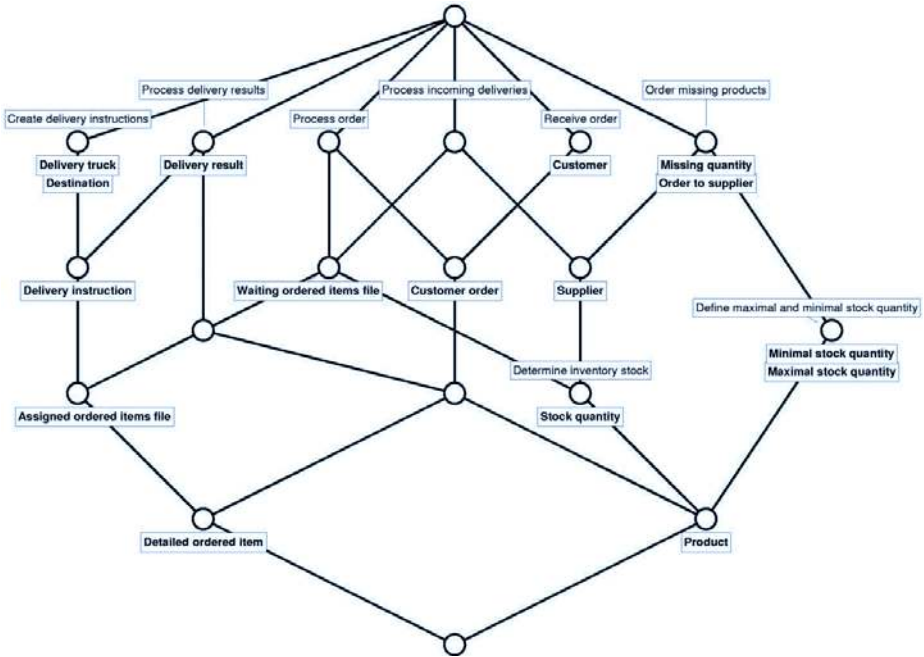 Process delivery results
Process incoming deliveries
Order missing products
Create delivery instructions
Process order
Receive order
Delivery truck
Destination
Delivery result
Customer
Missing quantity
Order to supplier
Delivery instruction
Waiting ordered items file
Customer order
Supplier
Define maximal and minimal stock quantity
Minimal stock quantity
Maximal stock quantity
Determine inventory stock
Assigned ordered items file
Stock quantity
Detailed ordered item
Product